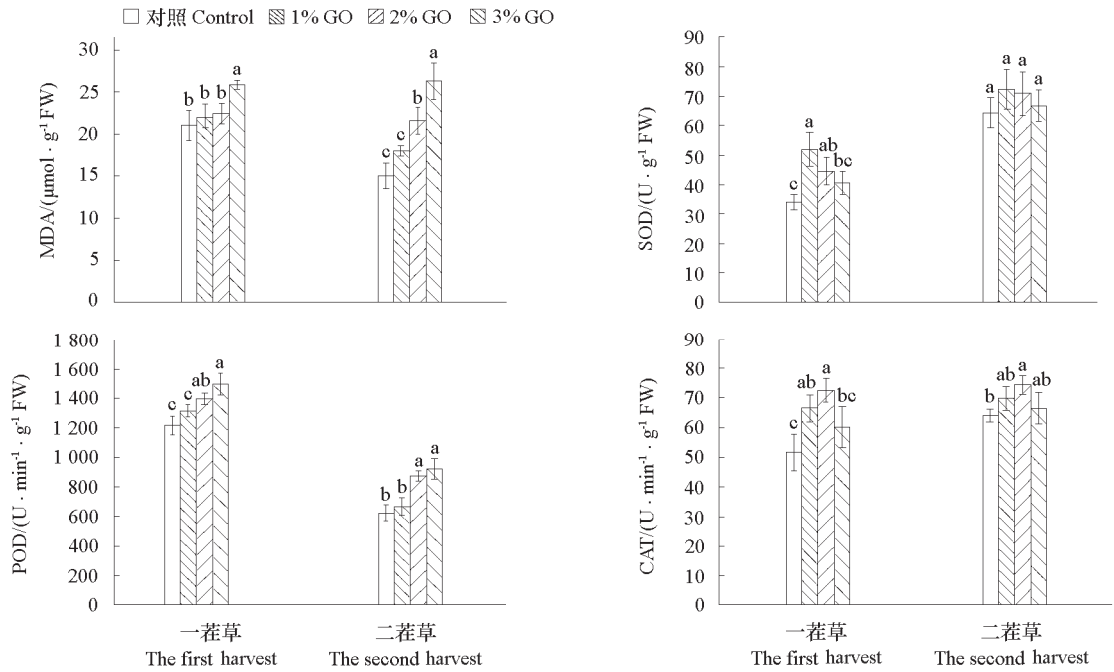 对照 Control 1% GO 2% GO 3% GO
MDA/(μmol · g⁻¹ FW)
30
25
20
15
10
5
0
b b b a
c c b a
SOD/(U · g⁻¹ FW)
90
80
70
60
50
40
30
20
10
0
c a ab bc
a a a a
POD/(U · min⁻¹ · g⁻¹ FW)
1 800
1 600
1 400
1 200
1 000
800
600
400
200
0
c c ab a
b b a a
一茬草 二茬草
The first harvest The second harvest
CAT/(U · min⁻¹ · g⁻¹ FW)
90
80
70
60
50
40
30
20
10
0
c ab a bc
b ab a ab
一茬草 二茬草
The first harvest The second harvest